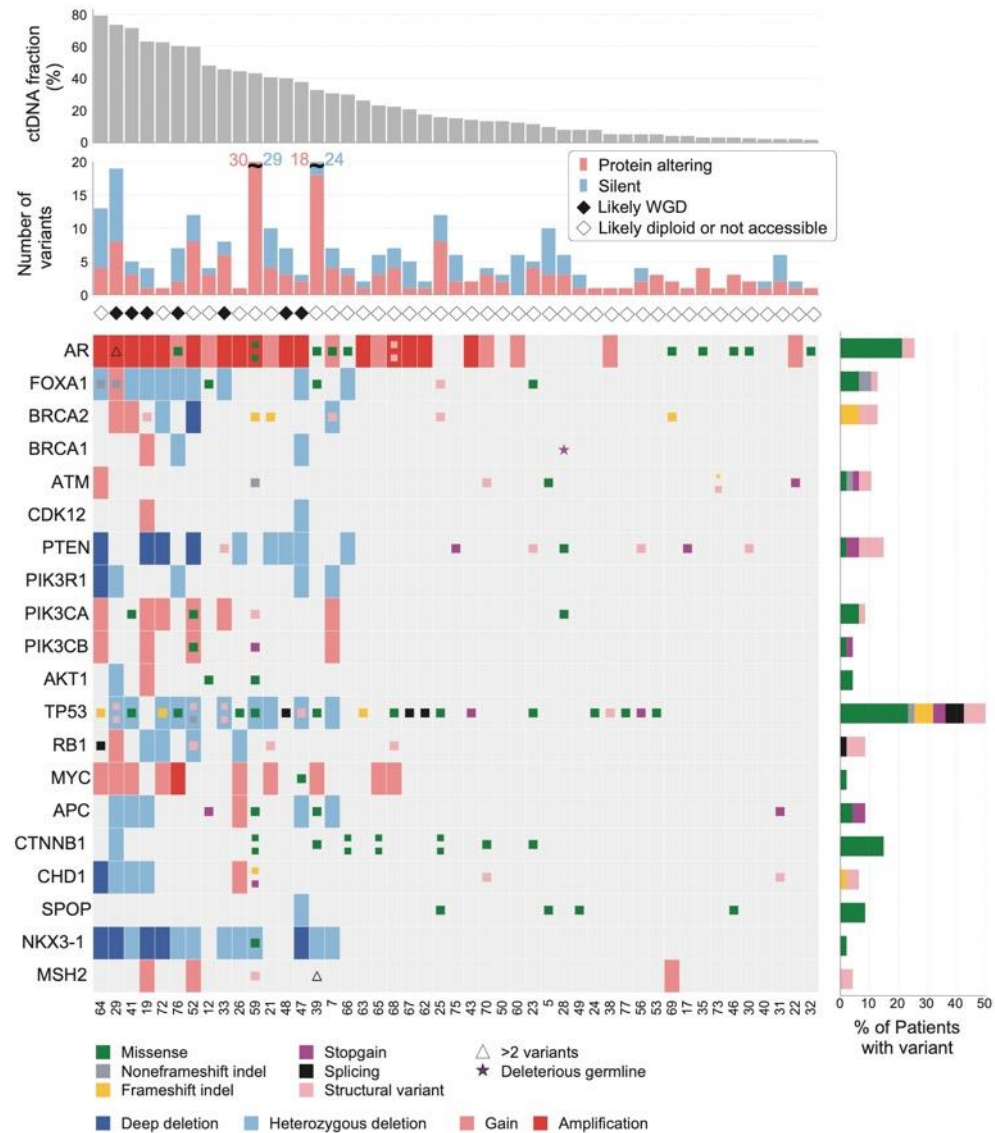 ctDNA fraction
(%)
80
60
40
20
0
Number of
variants
20
15
10
5
0
30 29 18 24
Protein altering
Silent
Likely WGD
Likely diploid or not accessible
AR
FOXA1
BRCA2
BRCA1
ATM
CDK12
PTEN
PIK3R1
PIK3CA
PIK3CB
AKT1
TP53
RB1
MYC
APC
CTNNB1
CHD1
SPOP
NKX3-1
MSH2
64 29 41 19 72 76 52 12 33 26 59 21 48 47 39 7 66 63 65 68 67 62 25 75 43 70 50 60 23 5 28 49 24 38 77 56 53 69 17 35 73 46 30 40 31 22 32
0 10 20 30 40 50
% of Patients
with variant
Missense
Noneframeshift indel
Frameshift indel
Stopgain
Splicing
Structural variant
>2 variants
Deleterious germline
Deep deletion Heterozygous deletion Gain Amplification